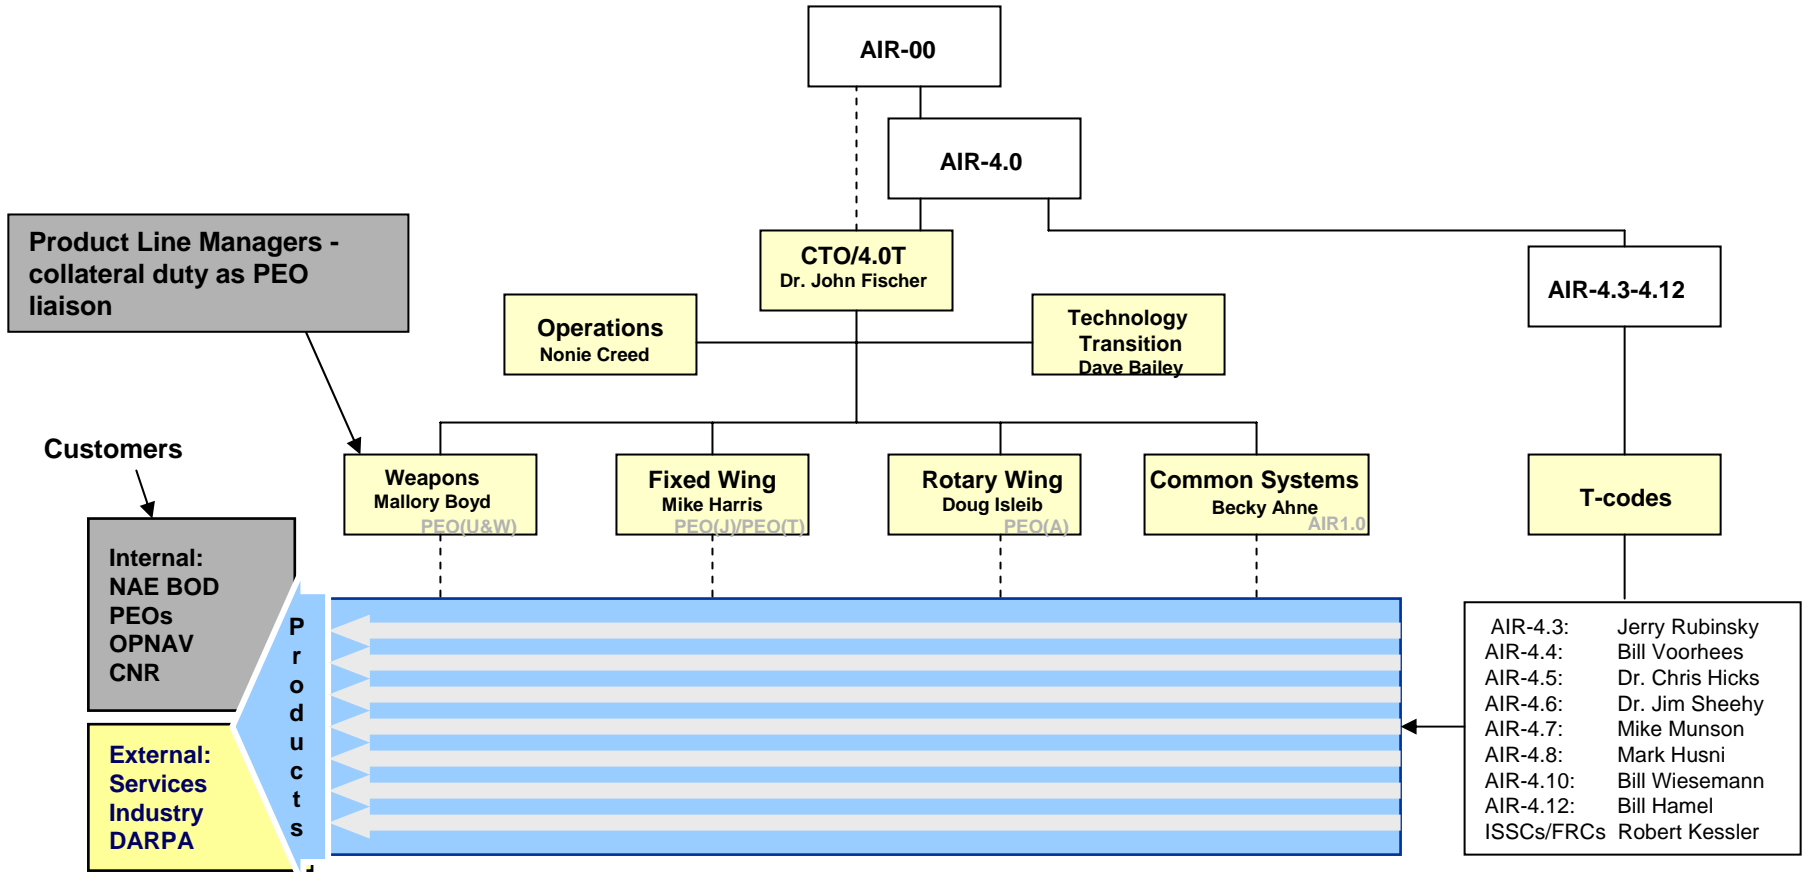 AIR-00
AIR-4.0
Product Line Managers -
collateral duty as PEO
liaison
CTO/4.0T
Dr. John Fischer
AIR-4.3-4.12
Operations
Nonie Creed
Technology
Transition
Dave Bailey
Customers
Weapons
Mallory Boyd
PEO(U&W)
Fixed Wing
Mike Harris
PEO(J)/PEO(T)
Rotary Wing
Doug Isleib
PEO(A)
Common Systems
Becky Ahne
AIR1.0
T-codes
Internal:
NAE BOD
PEOs
OPNAV
CNR
External:
Services
Industry
DARPA
Products
AIR-4.3: Jerry Rubinsky
AIR-4.4: Bill Voorhees
AIR-4.5: Dr. Chris Hicks
AIR-4.6: Dr. Jim Sheehy
AIR-4.7: Mike Munson
AIR-4.8: Mark Husni
AIR-4.10: Bill Wiesemann
AIR-4.12: Bill Hamel
ISSCs/FRCs Robert Kessler